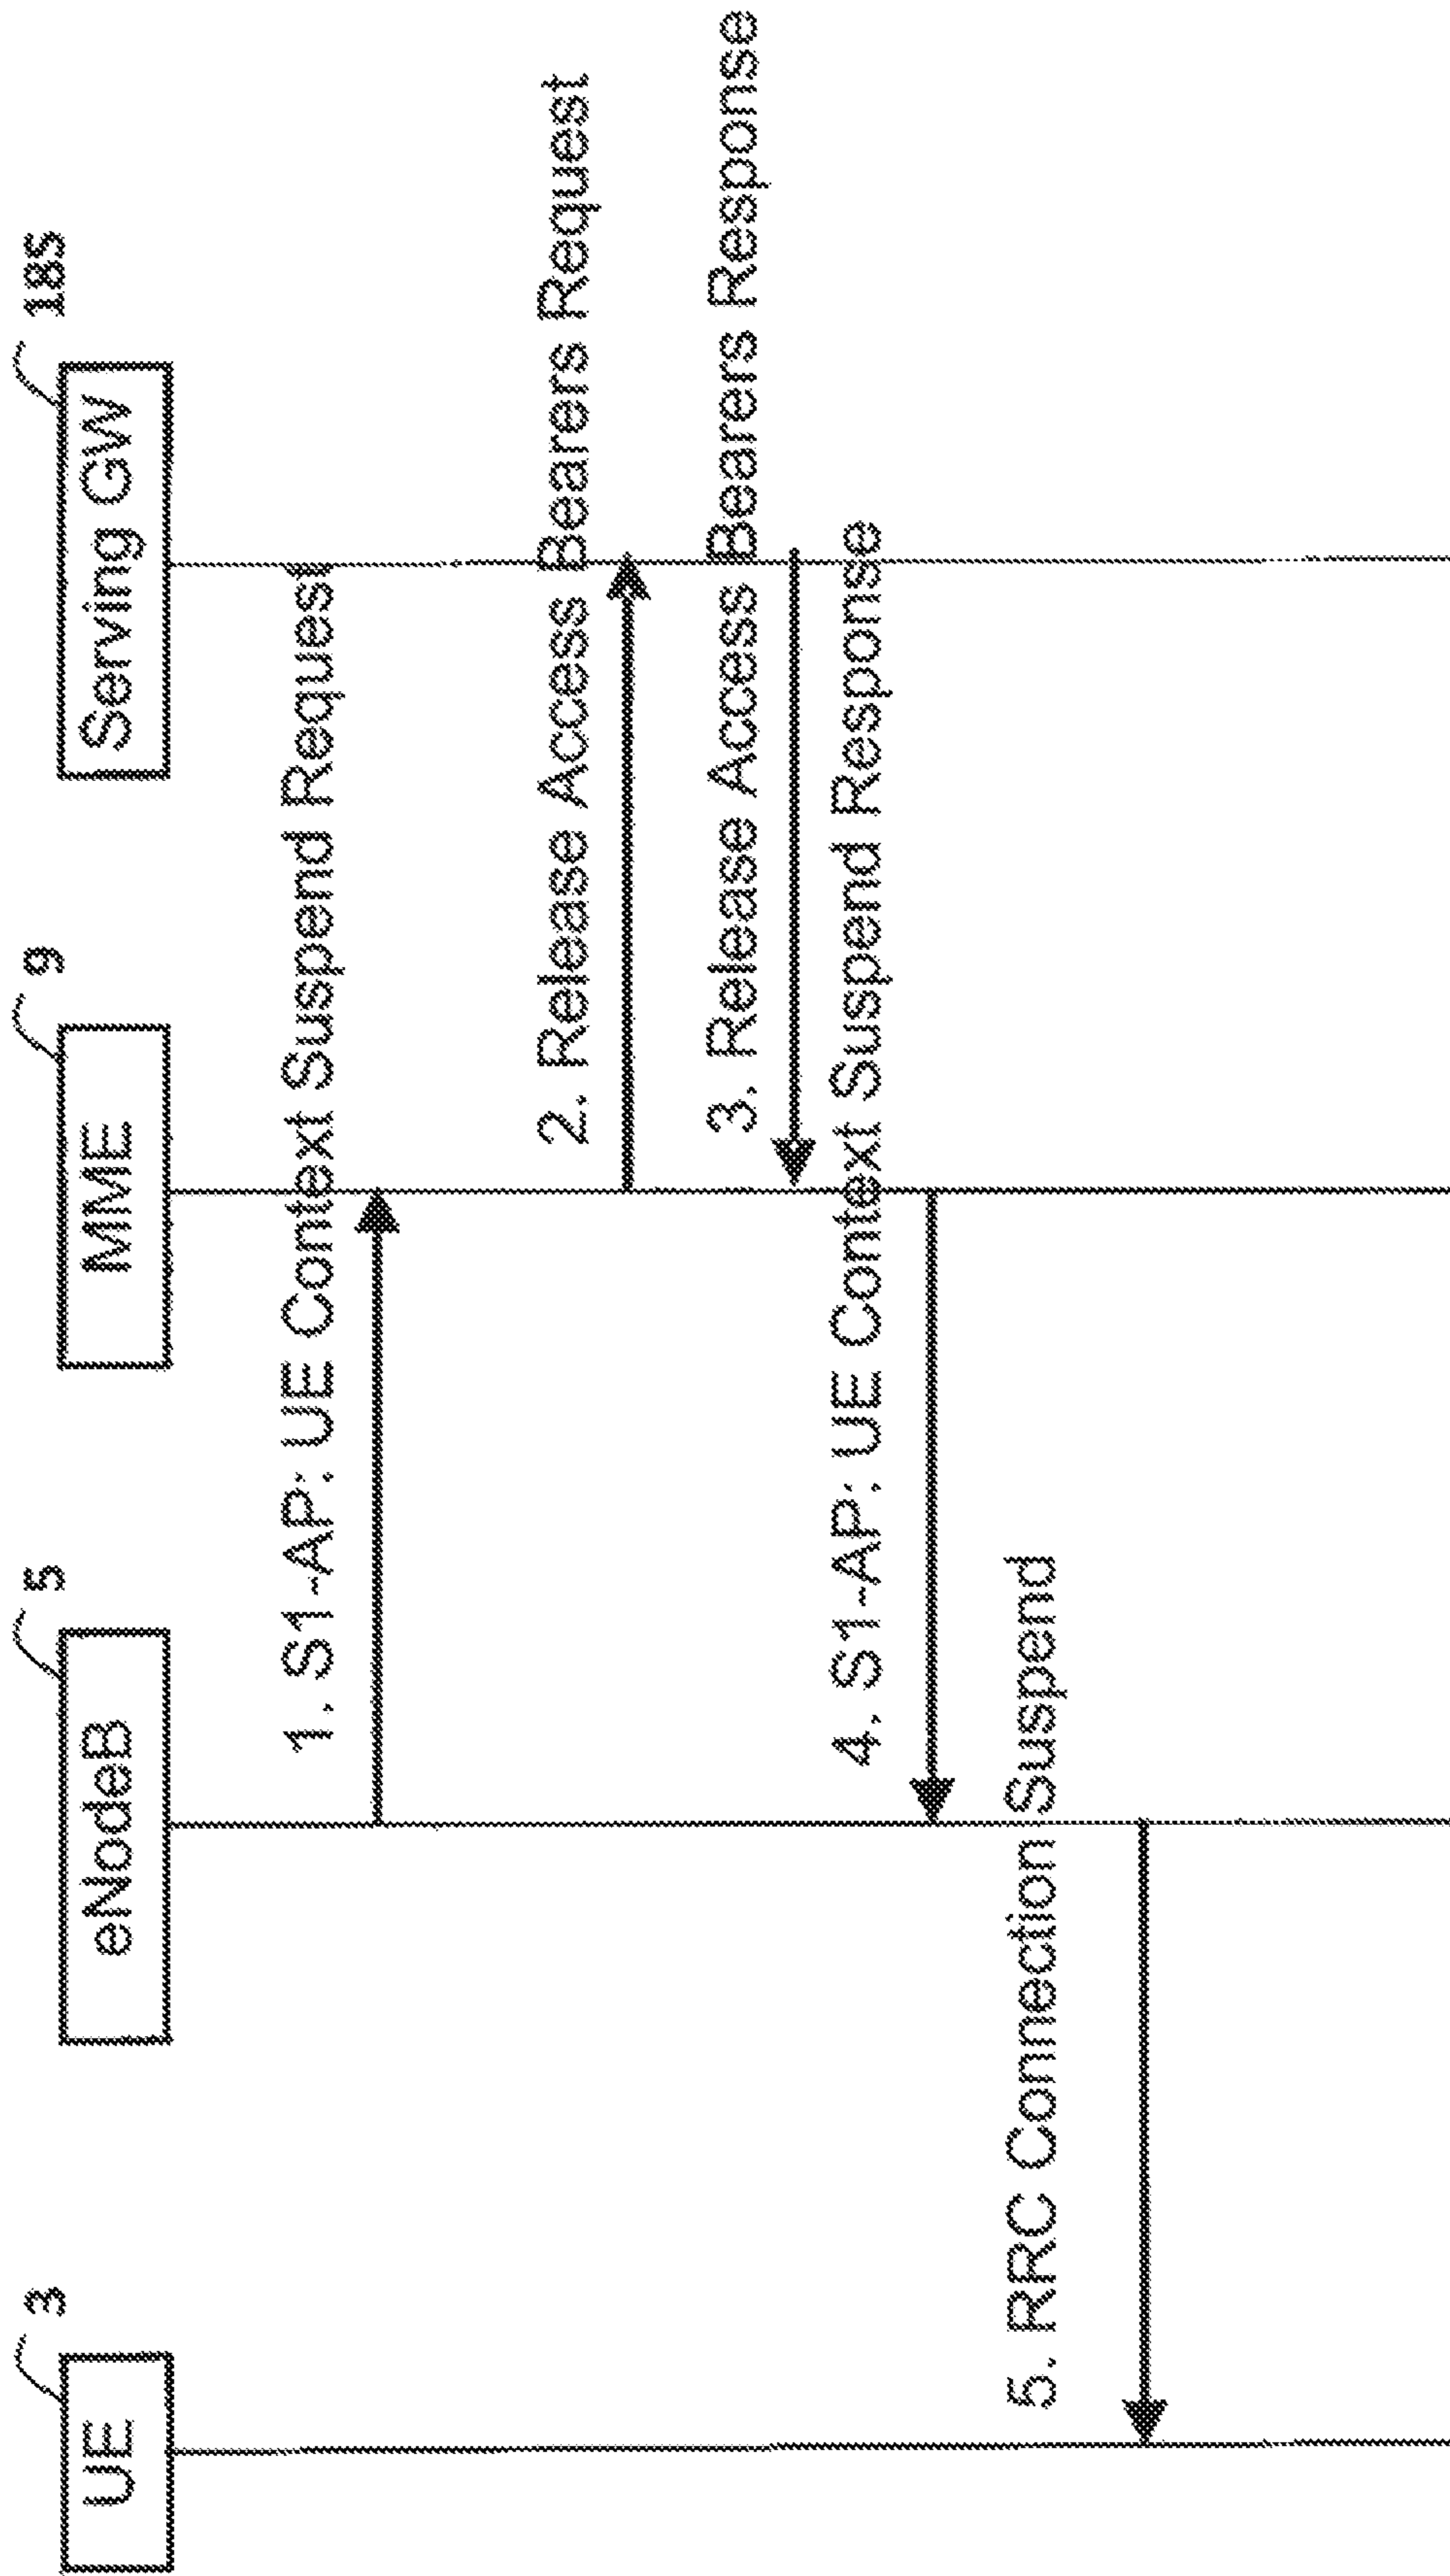 UE
3
eNodeB
5
MME
9
Serving GW
18S
1. S1-AP: UE Context Suspend Request
2. Release Access Bearers Request
3. Release Access Bearers Response
4. S1-AP: UE Context Suspend Response
5. RRC Connection Suspend